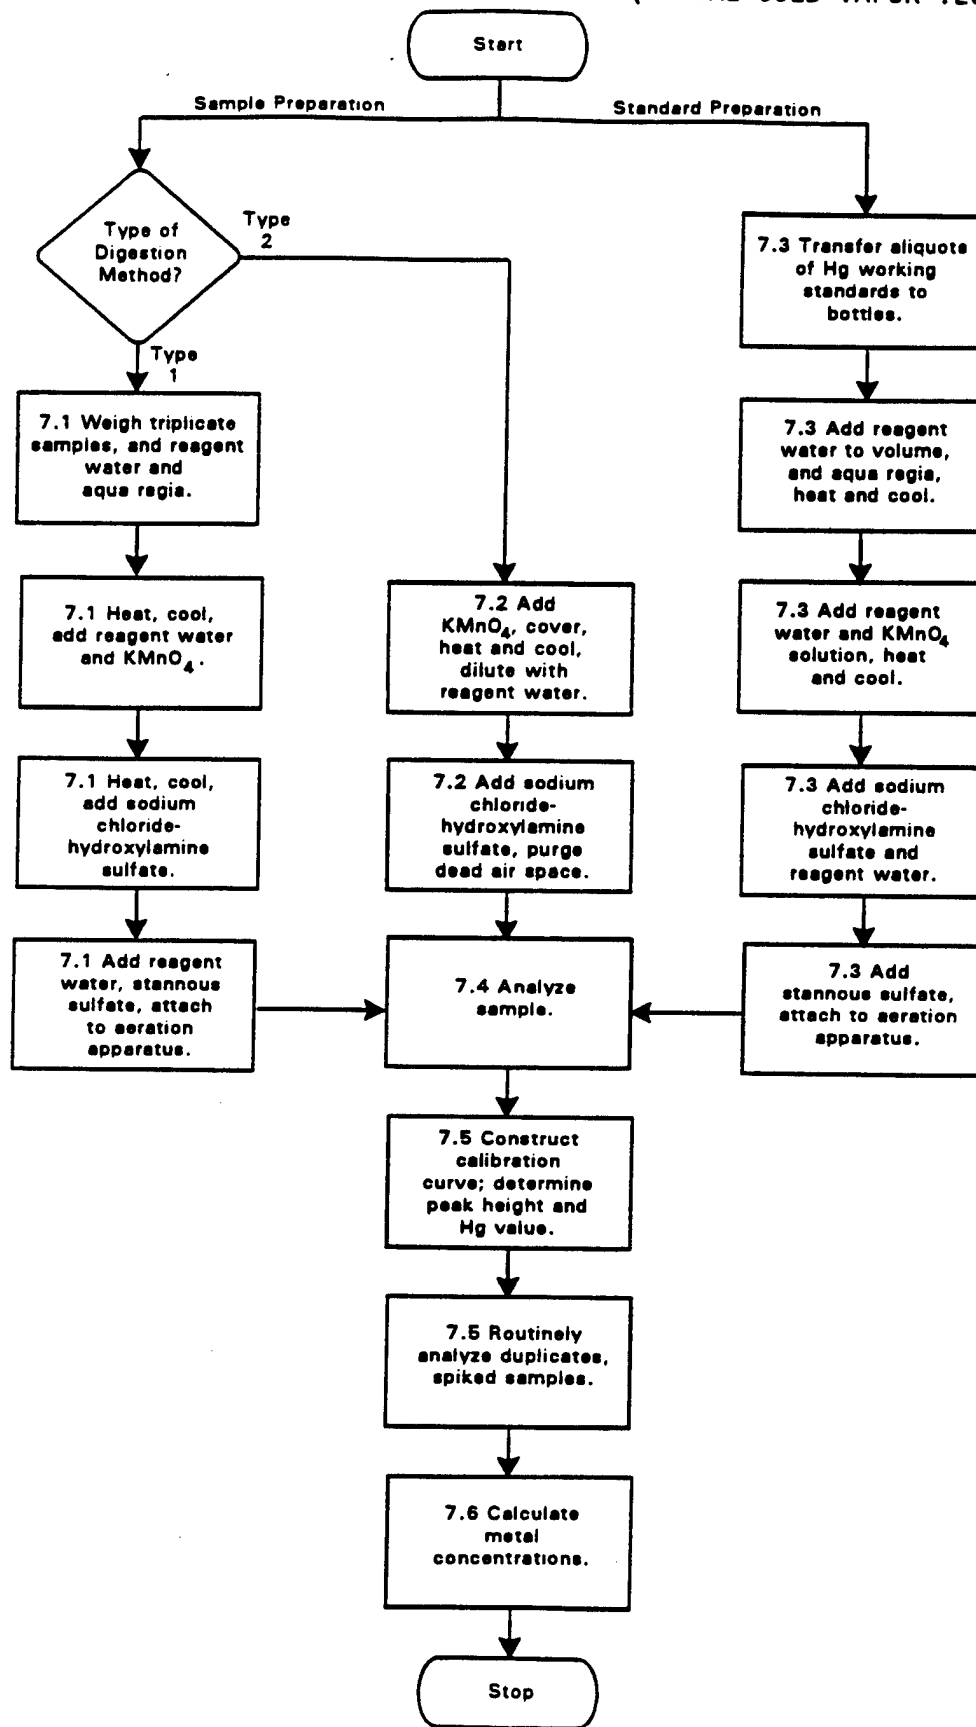 COLD VAPOR
Start
Sample Preparation
Standard Preparation
Type of
Digestion
Method?
Type
2
Type
1
7.1 Weigh triplicate
samples, and reagent
water and
aqua regia.
7.1 Heat, cool,
add reagent water
and KMnO4.
7.1 Heat, cool,
add sodium
chloride-
hydroxylamine
sulfate.
7.1 Add reagent
water, stannous
sulfate, attach
to aeration
apparatus.
7.2 Add
KMnO4, cover,
heat and cool,
dilute with
reagent water.
7.2 Add sodium
chloride-
hydroxylamine
sulfate, purge
dead air space.
7.3 Transfer aliquots
of Hg working
standards to
bottles.
7.3 Add reagent
water to volume,
and aqua regia,
heat and cool.
7.3 Add reagent
water and KMnO4
solution, heat
and cool.
7.3 Add sodium
chloride-
hydroxylamine
sulfate and
reagent water.
7.3 Add
stannous sulfate,
attach to aeration
apparatus.
7.4 Analyze
sample.
7.5 Construct
calibration
curve; determine
peak height and
Hg value.
7.5 Routinely
analyze duplicates,
spiked samples.
7.6 Calculate
metal
concentrations.
Stop